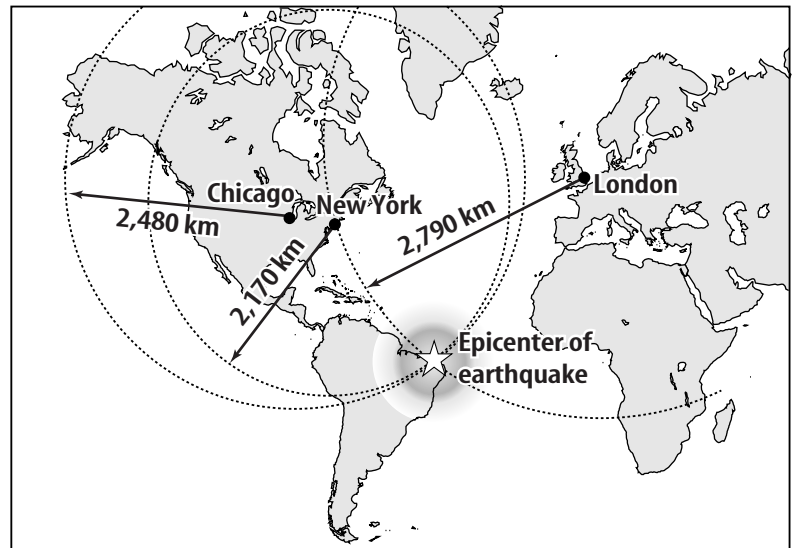 Chicago
New York
London
2,480 km
2,170 km
2,790 km
Epicenter of
earthquake